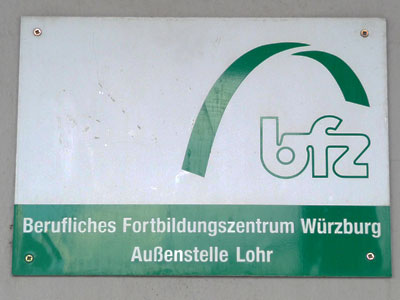 bfz
Berufliches Fortbildungszentrum Würzburg
Außenstelle Lohr